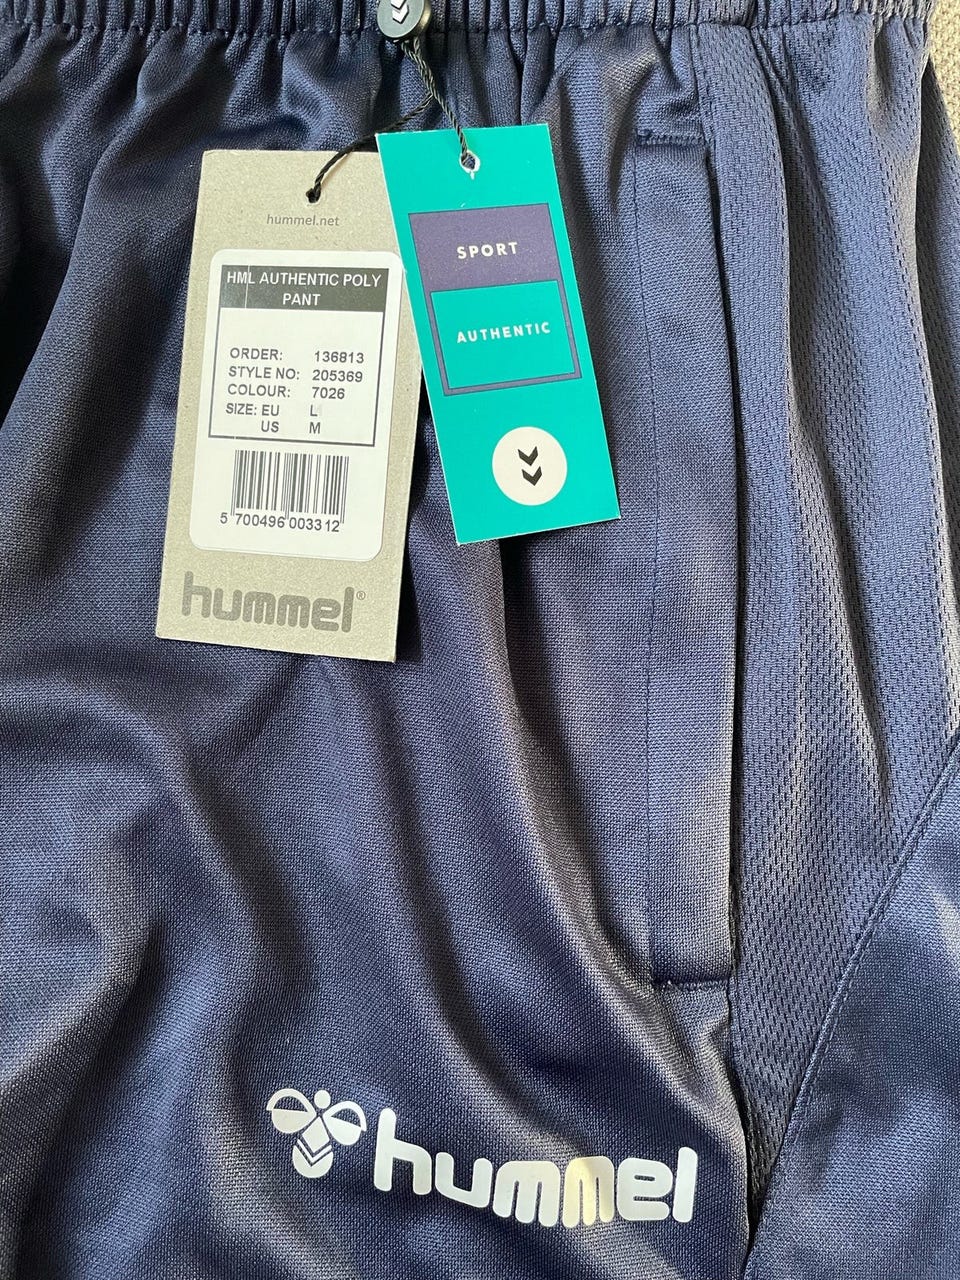 hummel.net
HML AUTHENTIC POLY
PANT
ORDER: 136813
STYLE NO: 205369
COLOUR: 7026
SIZE: EU L
US M
5 700496 003312
hummel®
SPORT
AUTHENTIC
hummel